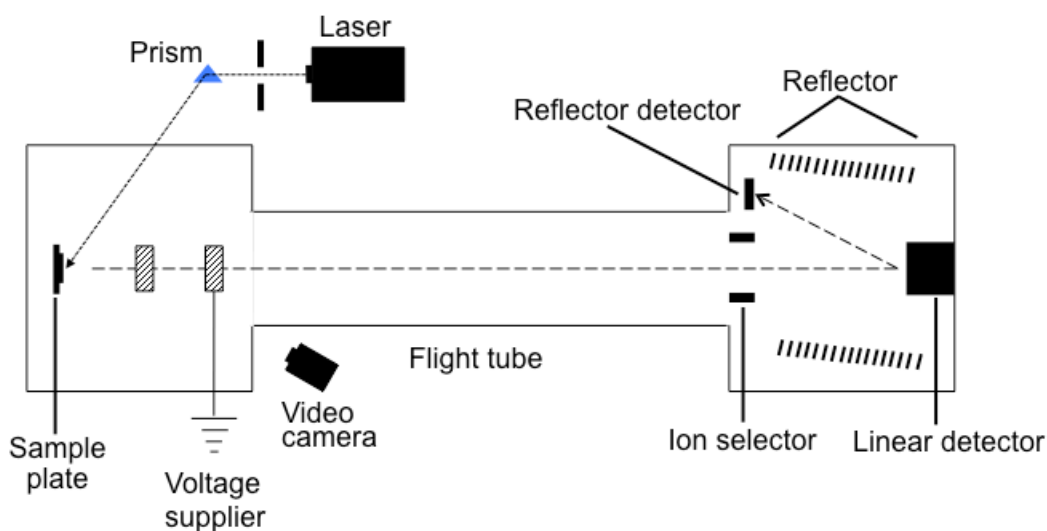 Laser
Prism
Reflector
Reflector detector
Flight tube
Video
camera
Ion selector
Linear detector
Sample
plate
Voltage
supplier